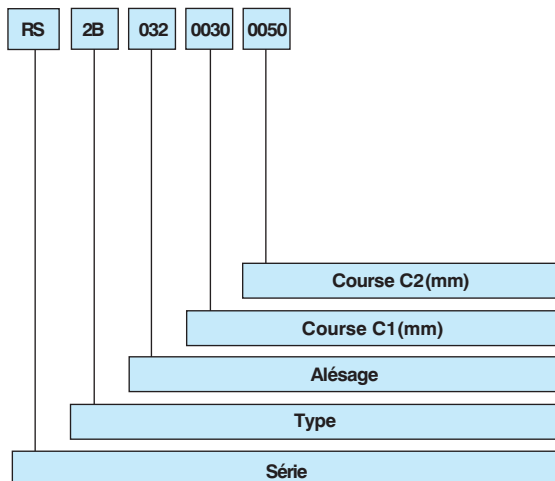 RS 2B 032 0030 0050
Course C2(mm)
Course C1(mm)
Alésage
Type
Série